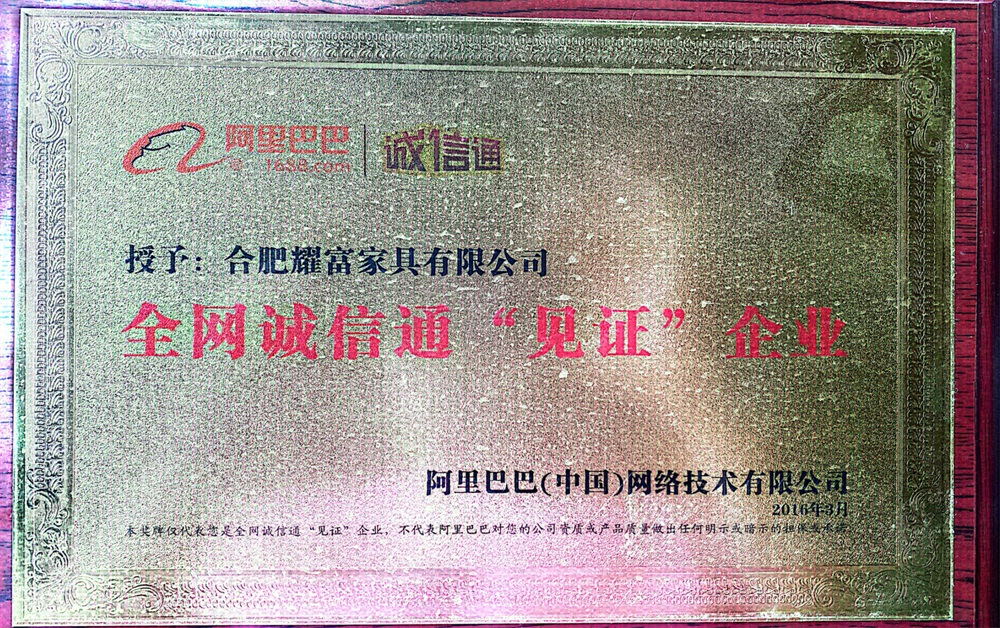 阿里巴巴 诚信通
1688.com
授予：合肥耀富家具有限公司
全网诚信通“见证”企业
阿里巴巴(中国)网络技术有限公司
2016年3月
本奖牌仅代表您是全网诚信通“见证”企业，不代表阿里巴巴对您的公司资质或产品质量做出任何明示或暗示的担保或承诺